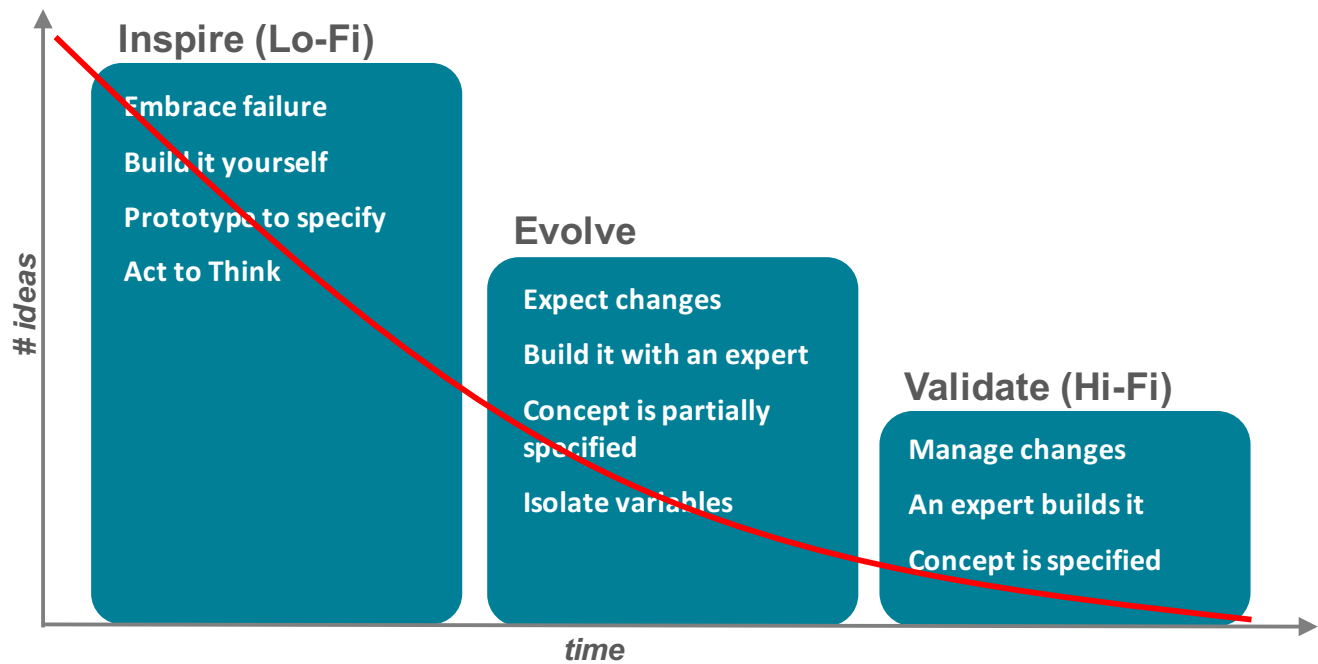 Inspire (Lo-Fi)
Embrace failure
Build it yourself
Prototype to specify
Act to Think
Evolve
Expect changes
Build it with an expert
Concept is partially
specified
Isolate variables
Validate (Hi-Fi)
Manage changes
An expert builds it
Concept is specified
# ideas
time